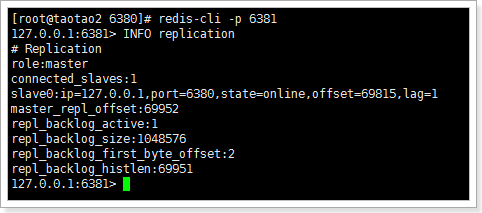 [root@taotao2 6380]# redis-cli -p 6381
127.0.0.1:6381> INFO replication
# Replication
role:master
connected_slaves:1
slave0:ip=127.0.0.1,port=6380,state=online,offset=69815,lag=1
master_repl_offset:69952
repl_backlog_active:1
repl_backlog_size:1048576
repl_backlog_first_byte_offset:2
repl_backlog_histlen:69951
127.0.0.1:6381>